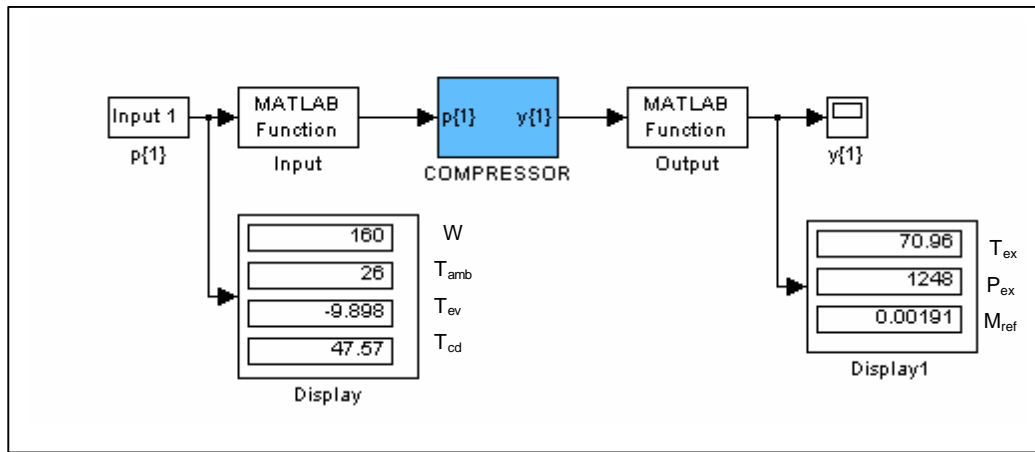 Input 1
p{1}
MATLAB
Function
Input
p{1} y{1}
COMPRESSOR
MATLAB
Function
Output
y{1}
160 W
26 Tamb
-9.898 Tev
47.57 Tcd
Display
70.96 Tex
1248 Pex
0.00191 Mref
Display1